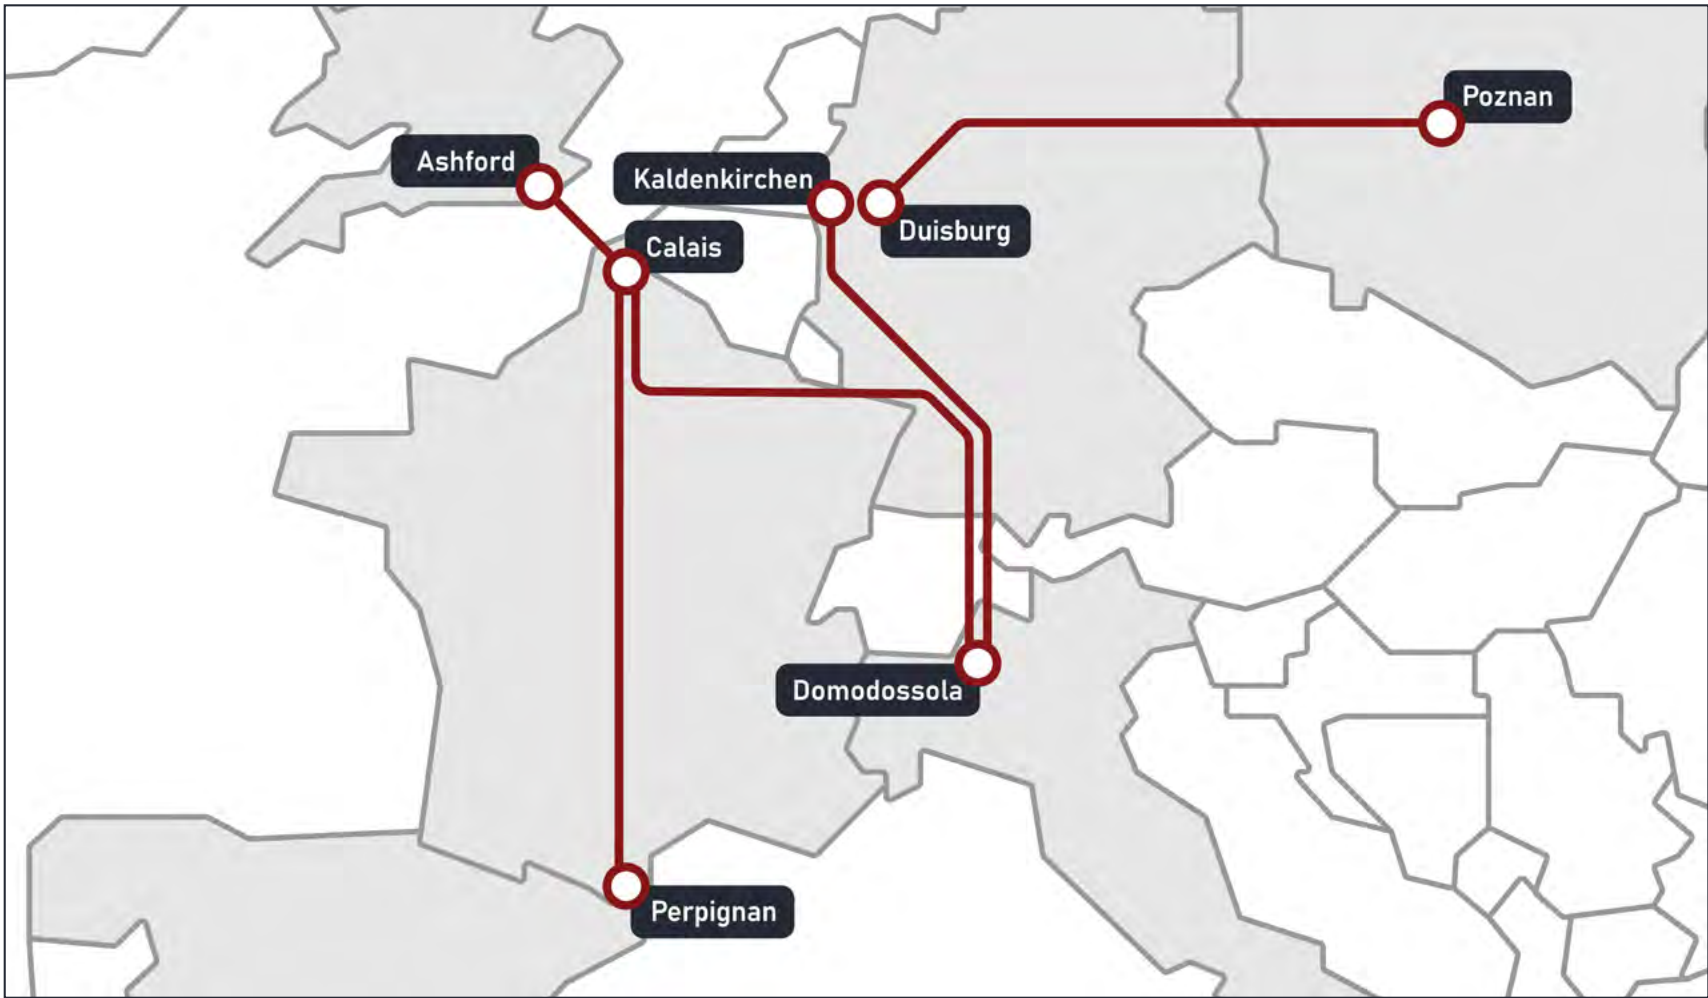 Poznan
Ashford
Kaldenkirchen
Duisburg
Calais
Domodossola
Perpignan